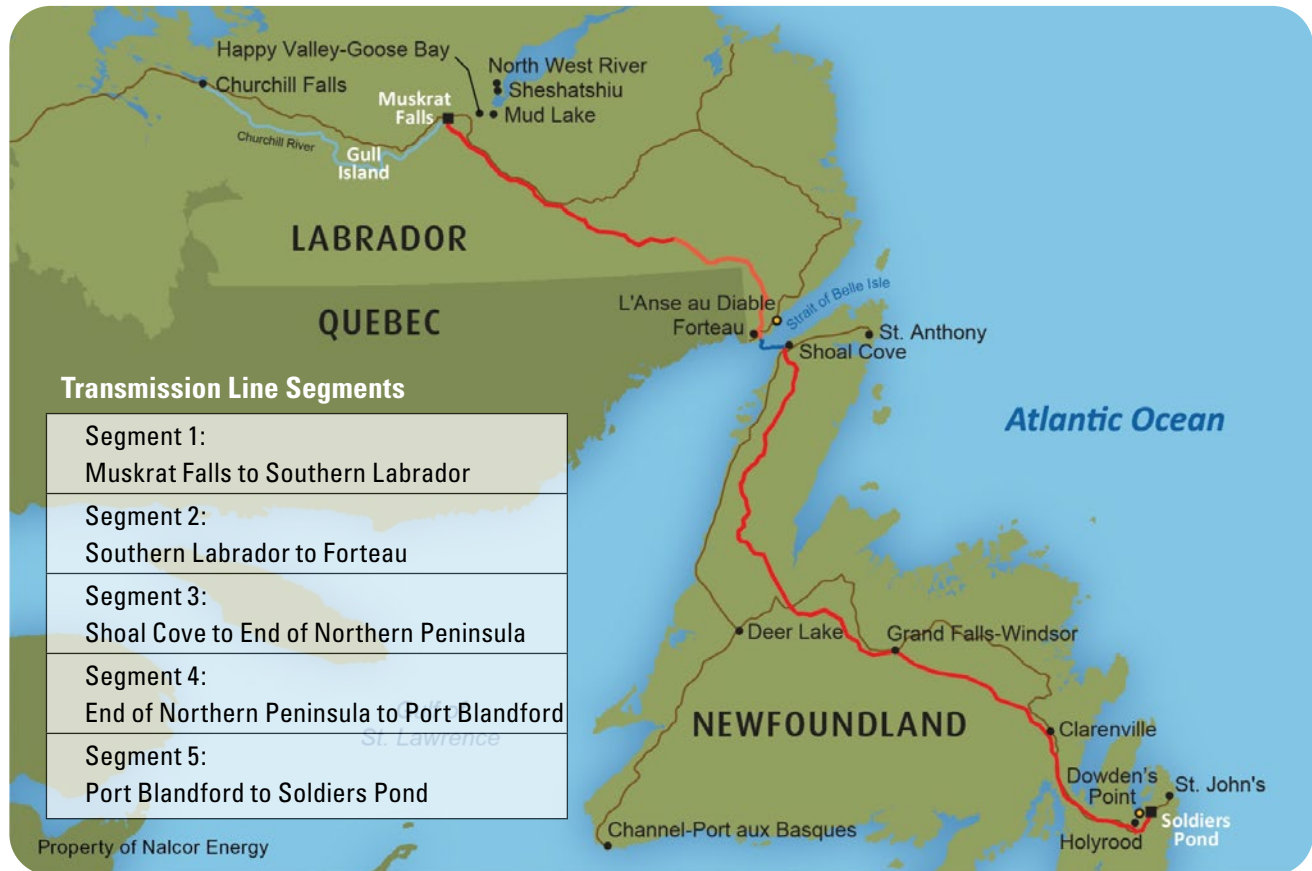 Happy Valley-Goose Bay
North West River
Churchill Falls
Sheshatshiu
Muskrat
Falls
Mud Lake
Churchill River
Gull
Island
LABRADOR
QUEBEC
L'Anse au Diable
Strait of Belle Isle
Forteau
St. Anthony
Shoal Cove
Atlantic Ocean
Transmission Line Segments
Segment 1:
Muskrat Falls to Southern Labrador
Segment 2:
Southern Labrador to Forteau
Segment 3:
Shoal Cove to End of Northern Peninsula
Segment 4:
End of Northern Peninsula to Port Blandford
Segment 5:
Port Blandford to Soldiers Pond
Gulf of
St. Lawrence
Deer Lake
Grand Falls-Windsor
NEWFOUNDLAND
Clarenville
Dowden's
Point
St. John's
Soldiers
Pond
Holyrood
Channel-Port aux Basques
Property of Nalcor Energy